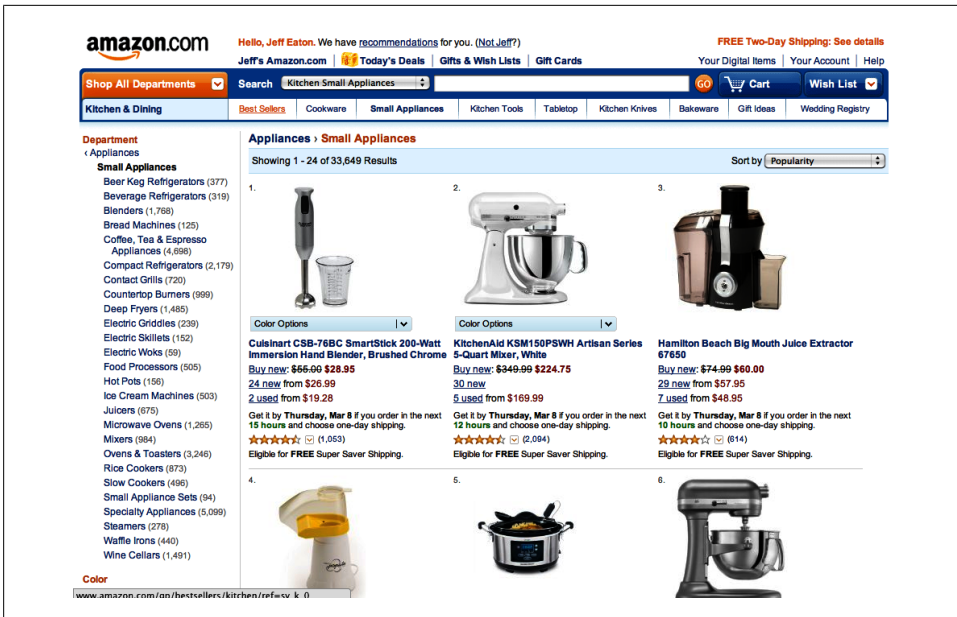 amazon.com
Hello, Jeff Eaton. We have recommendations for you. (Not Jeff?)
FREE Two-Day Shipping: See details
Jeff's Amazon.com | Today's Deals | Gifts & Wish Lists | Gift Cards
Your Digital Items | Your Account | Help
Shop All Departments
Search Kitchen Small Appliances GO Cart Wish List
Kitchen & Dining
Best Sellers Cookware Small Appliances Kitchen Tools Tabletop Kitchen Knives Bakeware Gift Ideas Wedding Registry
Department
‹ Appliances
Small Appliances
Beer Keg Refrigerators (377)
Beverage Refrigerators (319)
Blenders (1,768)
Bread Machines (125)
Coffee, Tea & Espresso
Appliances (4,698)
Compact Refrigerators (2,179)
Contact Grills (720)
Countertop Burners (999)
Deep Fryers (1,485)
Electric Griddles (239)
Electric Skillets (152)
Electric Woks (59)
Food Processors (505)
Hot Pots (156)
Ice Cream Machines (503)
Juicers (675)
Microwave Ovens (1,265)
Mixers (984)
Ovens & Toasters (3,246)
Rice Cookers (873)
Slow Cookers (496)
Small Appliance Sets (94)
Specialty Appliances (5,099)
Steamers (278)
Waffle Irons (440)
Wine Cellars (1,491)
Color
www.amazon.com/gp/bestsellers/kitchen/ref=sv_k_0
Appliances › Small Appliances
Showing 1 - 24 of 33,649 Results
Sort by Popularity
1.
Color Options
Cuisinart CSB-76BC SmartStick 200-Watt
Immersion Hand Blender, Brushed Chrome
Buy new: $55.00 $28.95
24 new from $26.99
2 used from $19.28
Get it by Thursday, Mar 8 if you order in the next
15 hours and choose one-day shipping.
(1,053)
Eligible for FREE Super Saver Shipping.
2.
Color Options
KitchenAid KSM150PSWH Artisan Series
5-Quart Mixer, White
Buy new: $349.99 $224.75
30 new
5 used from $169.99
Get it by Thursday, Mar 8 if you order in the next
12 hours and choose one-day shipping.
(2,094)
Eligible for FREE Super Saver Shipping.
3.
Hamilton Beach Big Mouth Juice Extractor
67650
Buy new: $74.99 $60.00
29 new from $57.95
7 used from $48.95
Get it by Thursday, Mar 8 if you order in the next
10 hours and choose one-day shipping.
(614)
Eligible for FREE Super Saver Shipping.
4.
5.
6.